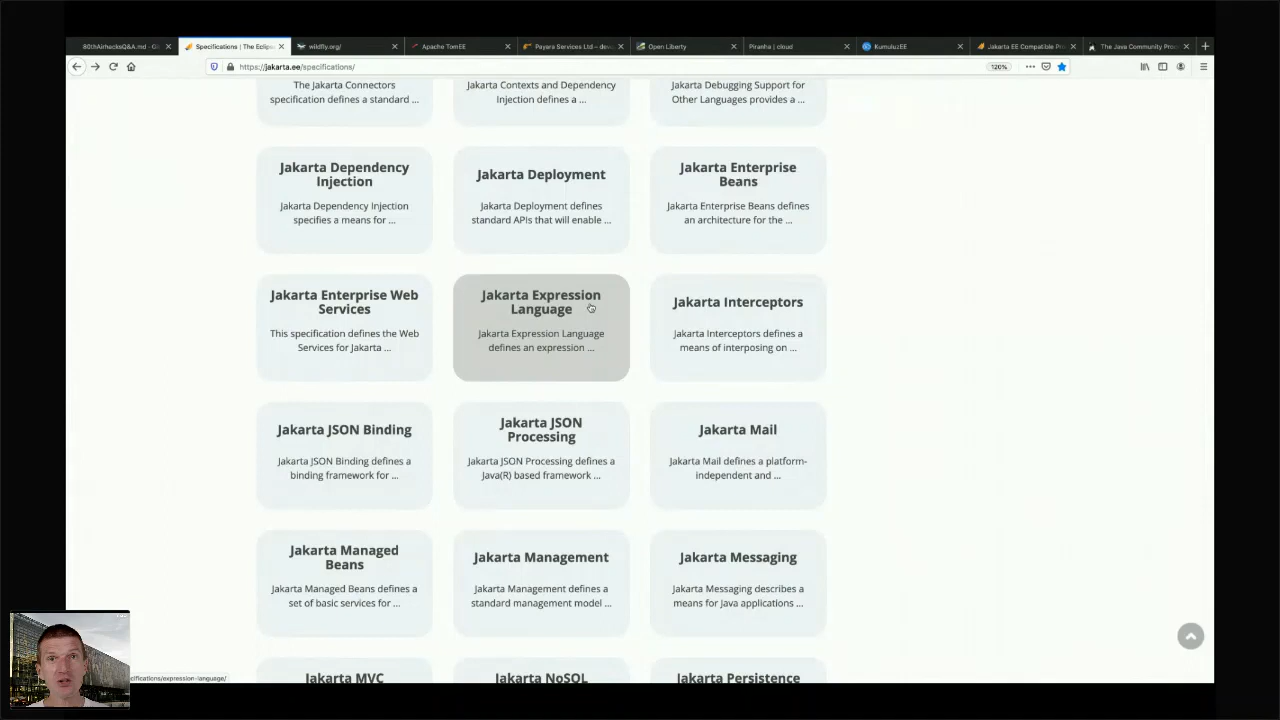 80thAirhacksQ&A.md - Gi
Specifications | The Eclips
wildfly.org/
Apache TomEE
Payara Services Ltd – devo
Open Liberty
Piranha | cloud
KumuluzEE
Jakarta EE Compatible Pro
The Java Community Proc
https://jakarta.ee/specifications/
120%
The Jakarta Connectors
specification defines a standard ...
Jakarta Contexts and Dependency
Injection defines a ...
Jakarta Debugging Support for
Other Languages provides a ...
Jakarta Dependency
Injection
Jakarta Dependency Injection
specifies a means for ...
Jakarta Deployment
Jakarta Deployment defines
standard APIs that will enable ...
Jakarta Enterprise
Beans
Jakarta Enterprise Beans defines
an architecture for the ...
Jakarta Enterprise Web
Services
This specification defines the Web
Services for Jakarta ...
Jakarta Expression
Language
Jakarta Expression Language
defines an expression ...
Jakarta Interceptors
Jakarta Interceptors defines a
means of interposing on ...
Jakarta JSON Binding
Jakarta JSON Binding defines a
binding framework for ...
Jakarta JSON
Processing
Jakarta JSON Processing defines a
Java(R) based framework ...
Jakarta Mail
Jakarta Mail defines a platform-
independent and ...
Jakarta Managed
Beans
Jakarta Managed Beans defines a
set of basic services for ...
Jakarta Management
Jakarta Management defines a
standard management model ...
Jakarta Messaging
Jakarta Messaging describes a
means for Java applications ...
Jakarta MVC
Jakarta NoSQL
Jakarta Persistence
cifications/expression-language/